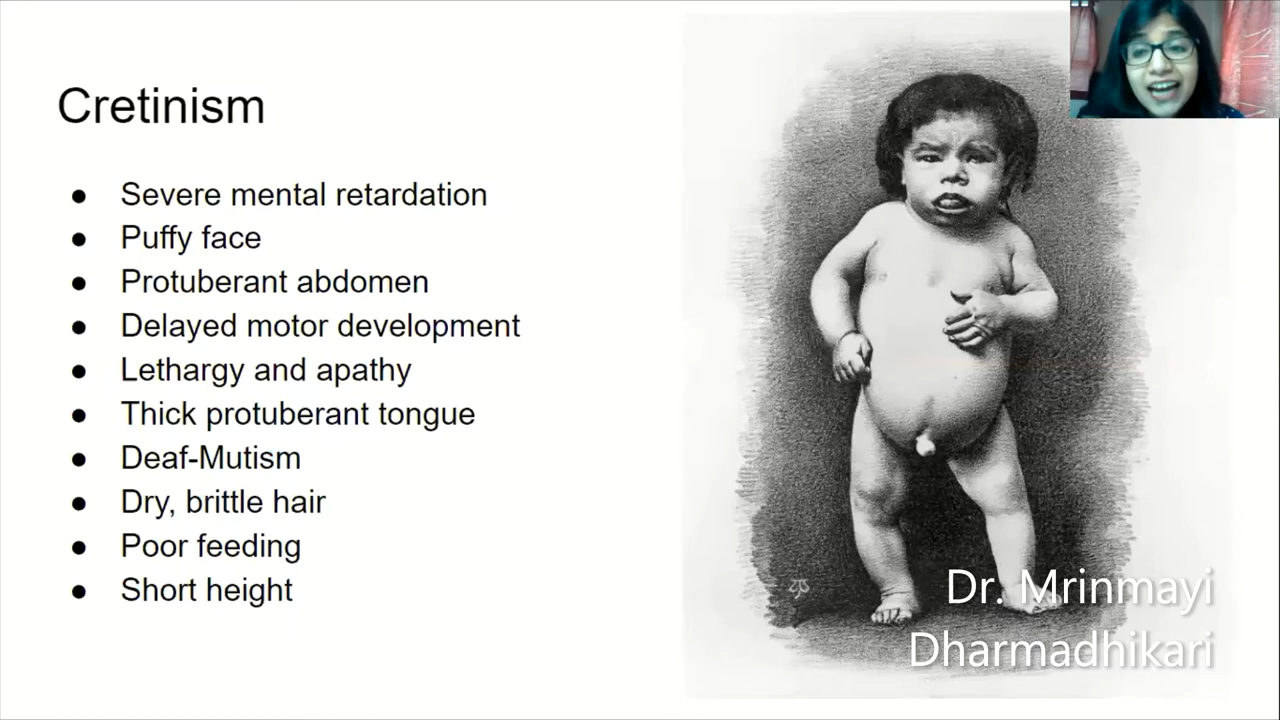 Cretinism
● Severe mental retardation
● Puffy face
● Protuberant abdomen
● Delayed motor development
● Lethargy and apathy
● Thick protuberant tongue
● Deaf-Mutism
● Dry, brittle hair
● Poor feeding
● Short height
Dr. Mrinmayi
Dharmadhikari